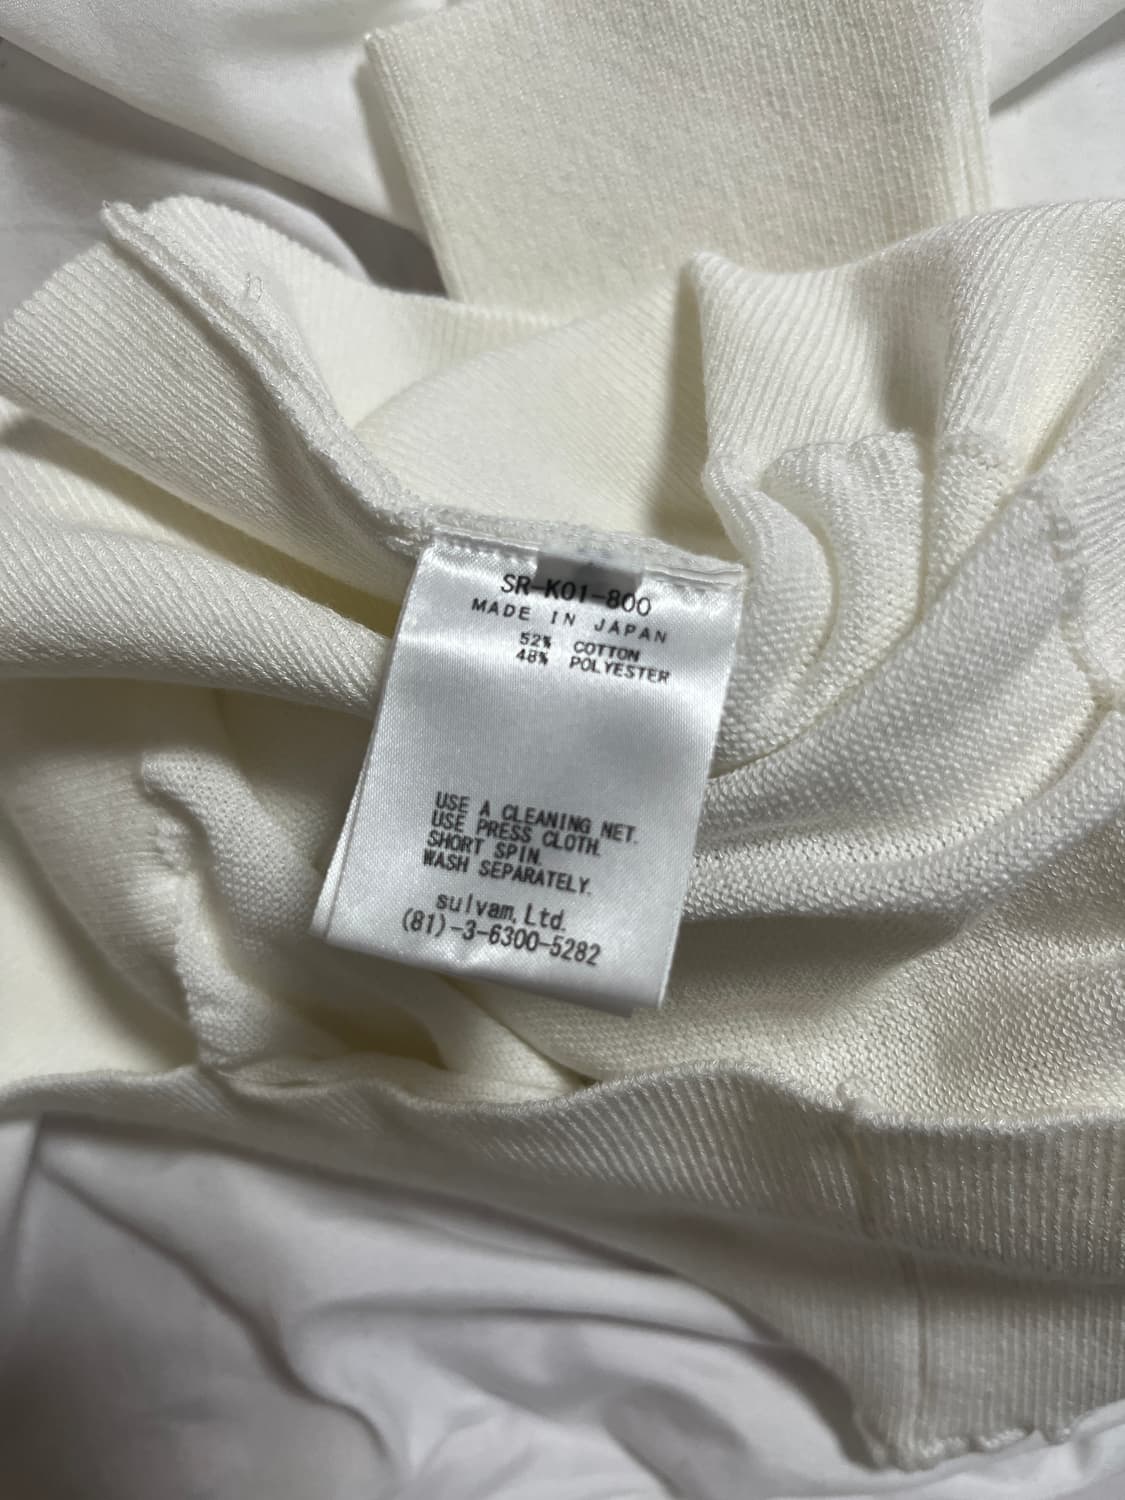 SR-K01-800
MADE IN JAPAN
52% COTTON
48% POLYESTER
USE A CLEANING NET.
USE PRESS CLOTH.
SHORT SPIN.
WASH SEPARATELY.
sulvam, Ltd.
(81)-3-6300-5282